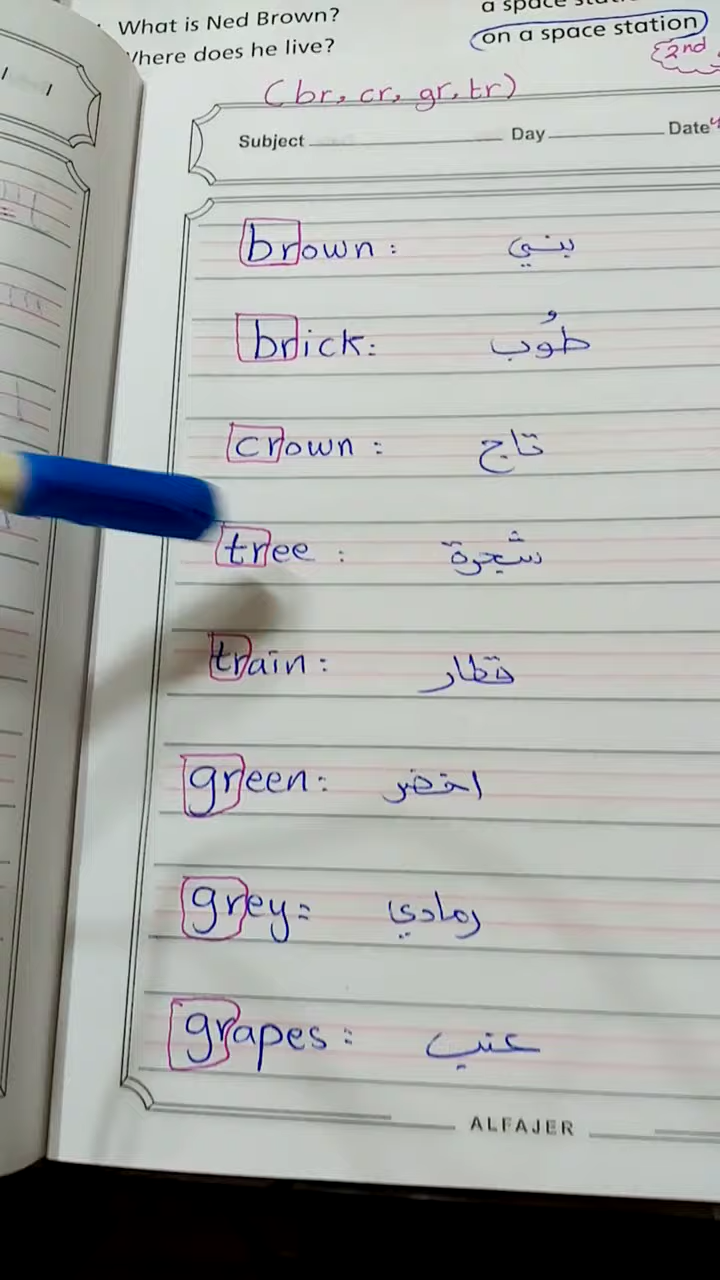 What is Ned Brown?
Where does he live?
on a space station
2nd
(br, cr, gr, tr)
Subject Day Date
brown : بني
brick: طُوب
crown : تاج
tree : شجرة
train : قطار
green : اخضر
grey = رمادي
grapes : عنب
ALFAJER